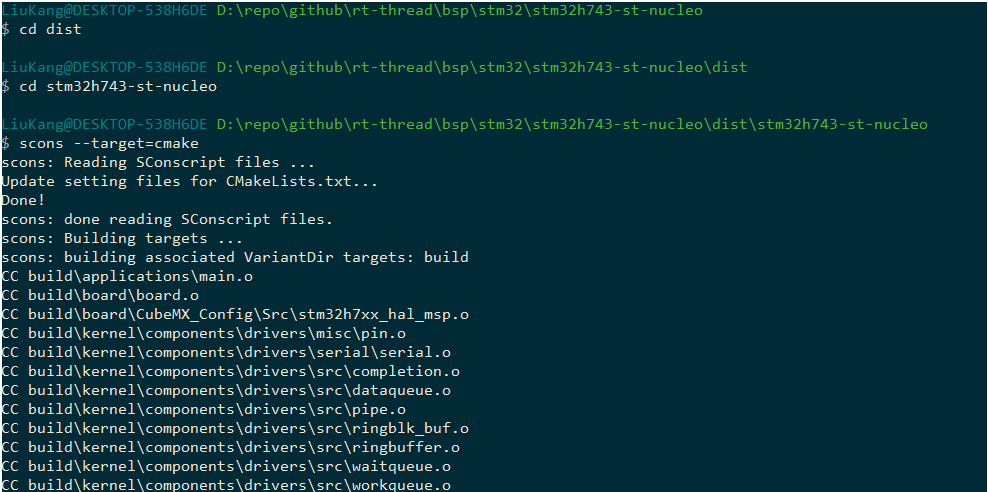 LiuKang@DESKTOP-538H6DE D:\repo\github\rt-thread\bsp\stm32\stm32h743-st-nucleo
$ cd dist
LiuKang@DESKTOP-538H6DE D:\repo\github\rt-thread\bsp\stm32\stm32h743-st-nucleo\dist
$ cd stm32h743-st-nucleo
LiuKang@DESKTOP-538H6DE D:\repo\github\rt-thread\bsp\stm32\stm32h743-st-nucleo\dist\stm32h743-st-nucleo
$ scons --target=cmake
scons: Reading SConscript files ...
Update setting files for CMakeLists.txt...
Done!
scons: done reading SConscript files.
scons: Building targets ...
scons: building associated VariantDir targets: build
CC build\applications\main.o
CC build\board\board.o
CC build\board\CubeMX_Config\Src\stm32h7xx_hal_msp.o
CC build\kernel\components\drivers\misc\pin.o
CC build\kernel\components\drivers\serial\serial.o
CC build\kernel\components\drivers\src\completion.o
CC build\kernel\components\drivers\src\dataqueue.o
CC build\kernel\components\drivers\src\pipe.o
CC build\kernel\components\drivers\src\ringblk_buf.o
CC build\kernel\components\drivers\src\ringbuffer.o
CC build\kernel\components\drivers\src\waitqueue.o
CC build\kernel\components\drivers\src\workqueue.o